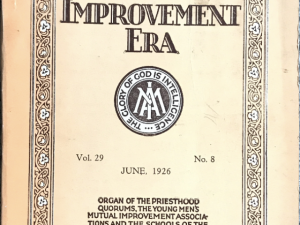 IMPROVEMENT
ERA
THE GLORY OF GOD IS INTELLIGENCE
Vol. 29 No. 8
JUNE, 1926
ORGAN OF THE PRIESTHOOD
QUORUMS, THE YOUNG MEN'S
MUTUAL IMPROVEMENT ASSOCIA-
TIONS AND THE SCHOOLS OF THE